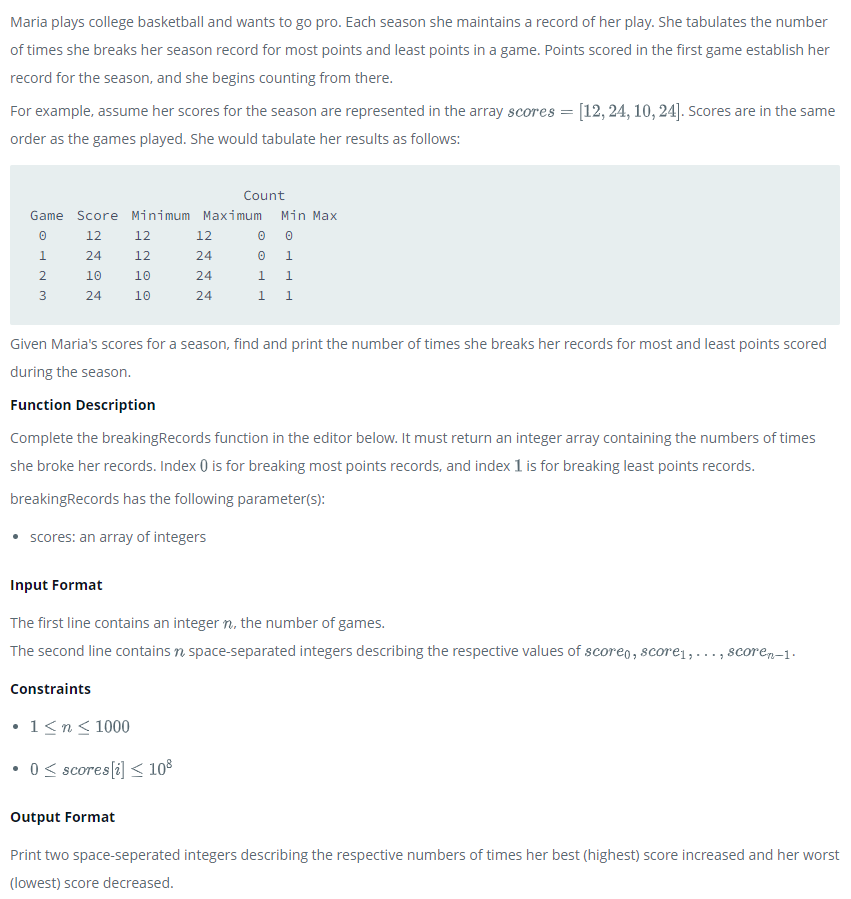 Maria plays college basketball and wants to go pro. Each season she maintains a record of her play. She tabulates the number
of times she breaks her season record for most points and least points in a game. Points scored in the first game establish her
record for the season, and she begins counting from there.
For example, assume her scores for the season are represented in the array scores = [12, 24, 10, 24]. Scores are in the same
order as the games played. She would tabulate her results as follows:
Count
Game Score Minimum Maximum Min Max
0 12 12 12 0 0
1 24 12 24 0 1
2 10 10 24 1 1
3 24 10 24 1 1
Given Maria's scores for a season, find and print the number of times she breaks her records for most and least points scored
during the season.
Function Description
Complete the breakingRecords function in the editor below. It must return an integer array containing the numbers of times
she broke her records. Index 0 is for breaking most points records, and index 1 is for breaking least points records.
breakingRecords has the following parameter(s):
• scores: an array of integers
Input Format
The first line contains an integer n, the number of games.
The second line contains n space-separated integers describing the respective values of score₀, score₁, . . . , scoreₙ₋₁.
Constraints
• 1 ≤ n ≤ 1000
• 0 ≤ scores[i] ≤ 10⁸
Output Format
Print two space-seperated integers describing the respective numbers of times her best (highest) score increased and her worst
(lowest) score decreased.